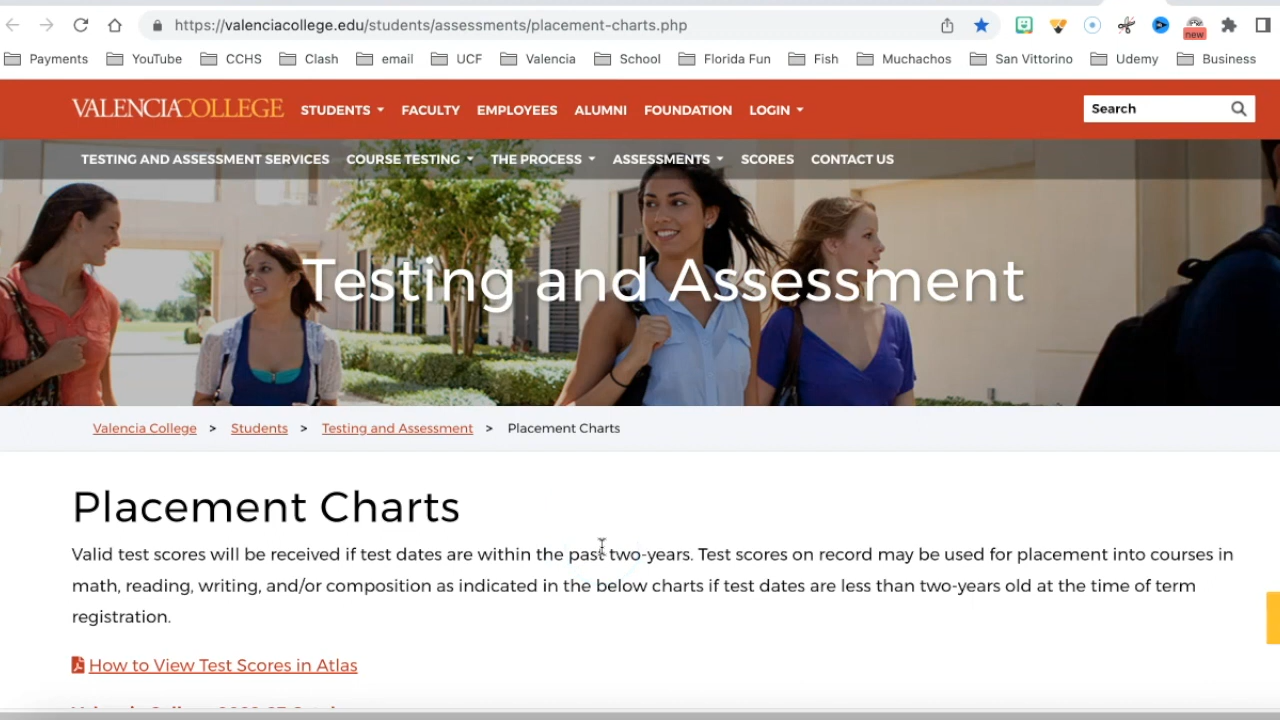 https://valenciacollege.edu/students/assessments/placement-charts.php
new
Payments YouTube CCHS Clash email UCF Valencia School Florida Fun Fish Muchachos San Vittorino Udemy Business
VALENCIACOLLEGE STUDENTS FACULTY EMPLOYEES ALUMNI FOUNDATION LOGIN Search
TESTING AND ASSESSMENT SERVICES COURSE TESTING THE PROCESS ASSESSMENTS SCORES CONTACT US
Testing and Assessment
Valencia College > Students > Testing and Assessment > Placement Charts
Placement Charts
Valid test scores will be received if test dates are within the past two-years. Test scores on record may be used for placement into courses in
math, reading, writing, and/or composition as indicated in the below charts if test dates are less than two-years old at the time of term
registration.
How to View Test Scores in Atlas